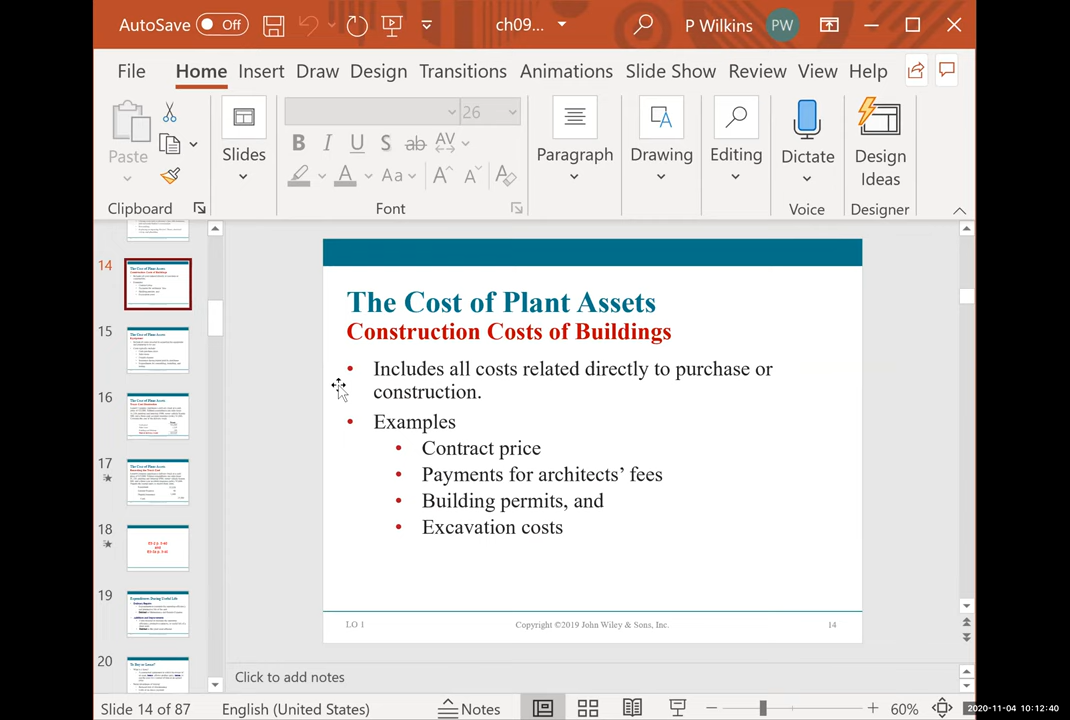 AutoSave Off ch09... P Wilkins PW
File Home Insert Draw Design Transitions Animations Slide Show Review View Help
Paste
Clipboard
Slides
26
B I U S ab AV
A Aa A A A
Font
Paragraph
Drawing
A
Editing
Dictate
Voice
Design
Ideas
Designer
14
15
16
17
18
19
20
The Cost of Plant Assets
Construction Costs of Buildings
• Includes all costs related directly to purchase or
construction.
• Examples
• Contract price
• Payments for architects’ fees
• Building permits, and
• Excavation costs
LO 1 Copyright ©2019 John Wiley & Sons, Inc. 14
Click to add notes
Slide 14 of 87 English (United States) Notes 60%
2020-11-04 10:12:40